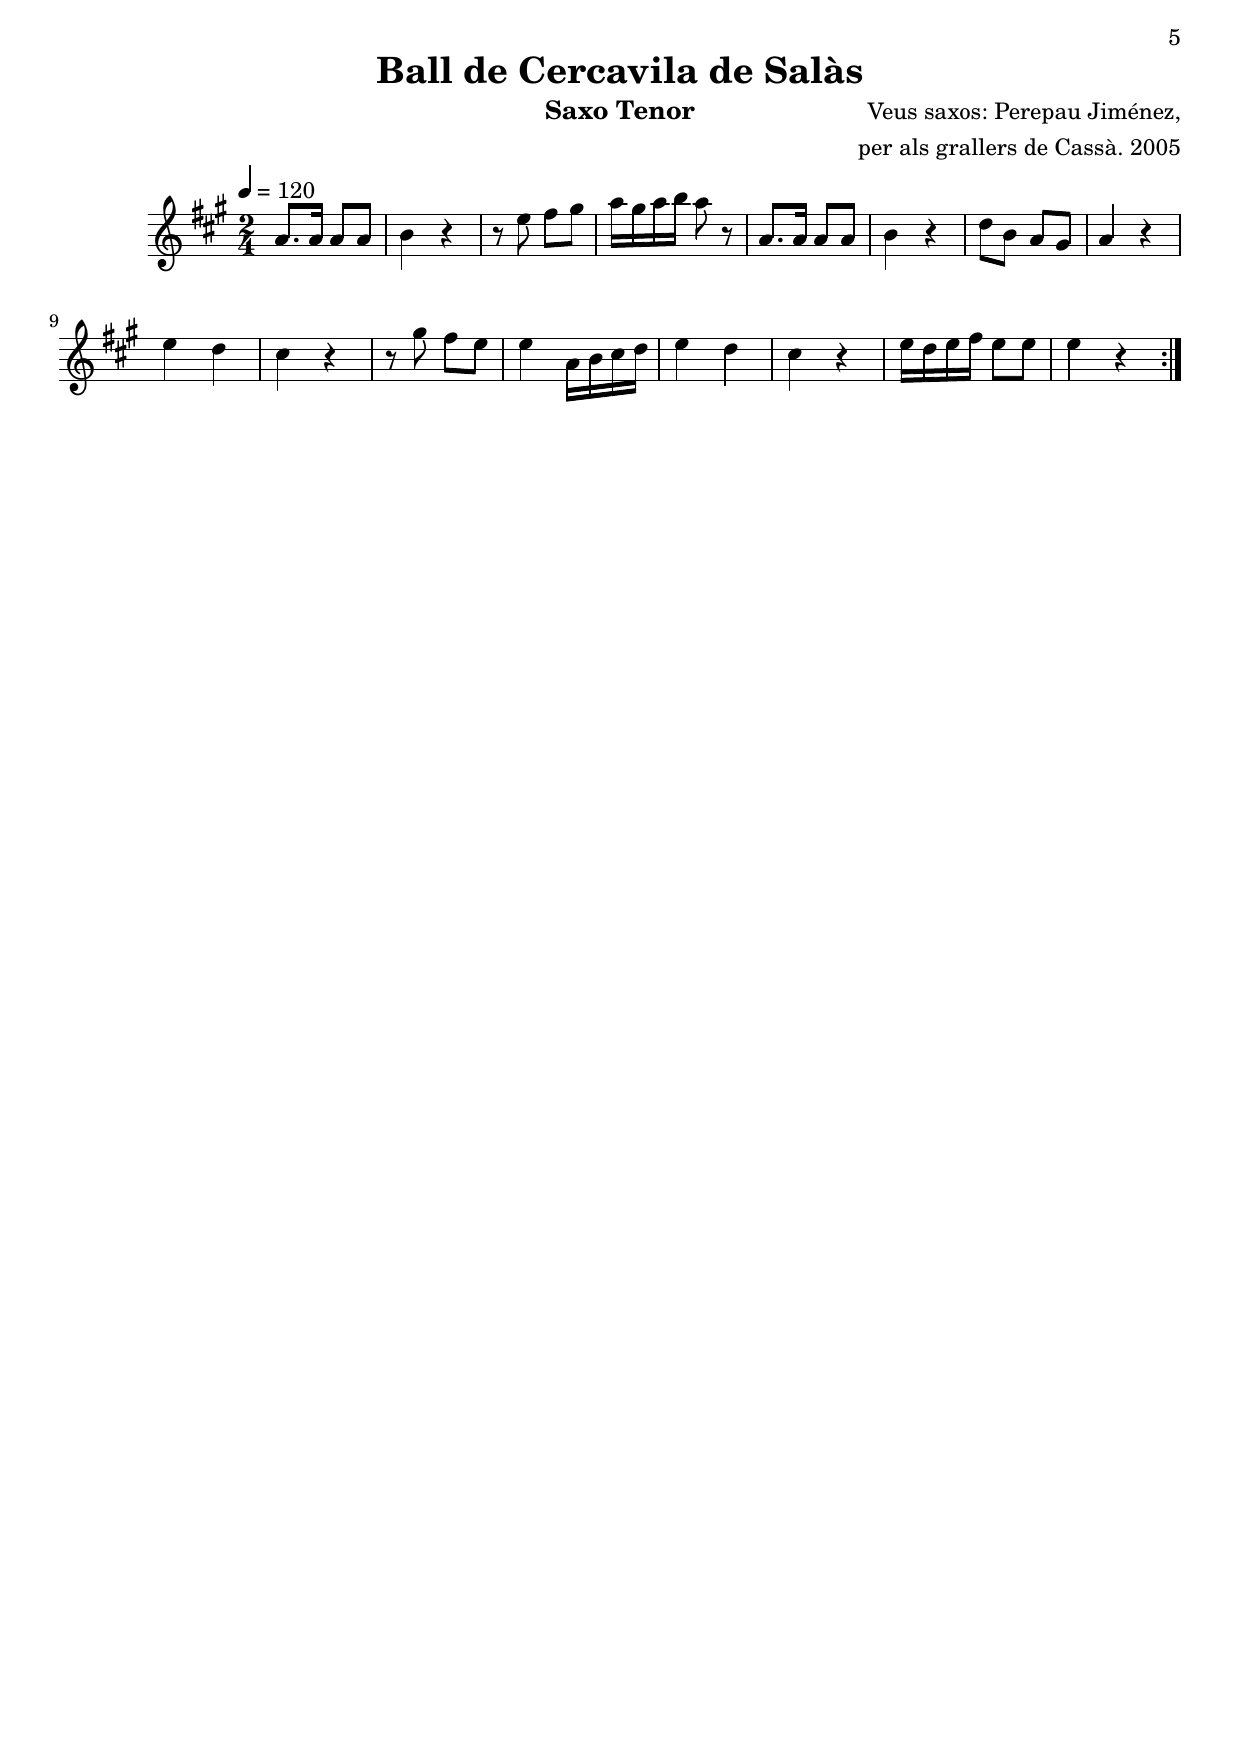 5
Ball de Cercavila de Salàs
Saxo Tenor
Veus saxos: Perepau Jiménez,
per als grallers de Cassà. 2005
= 120
2
4
9